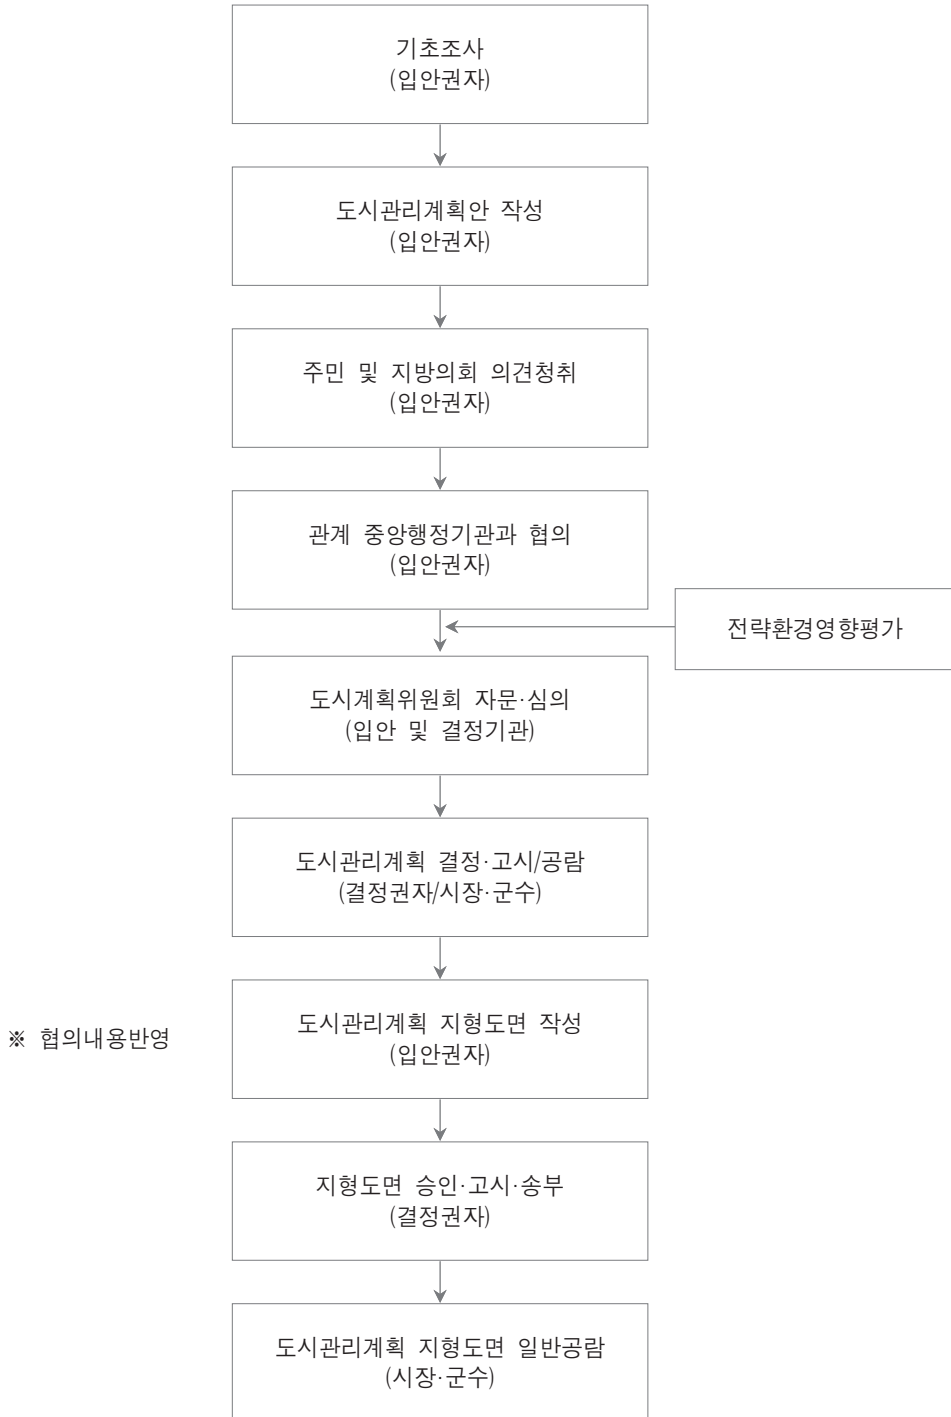 기초조사
(입안권자)
도시관리계획안 작성
(입안권자)
주민 및 지방의회 의견청취
(입안권자)
관계 중앙행정기관과 협의
(입안권자)
전략환경영향평가
도시계획위원회 자문·심의
(입안 및 결정기관)
도시관리계획 결정·고시/공람
(결정권자/시장·군수)
※ 협의내용반영
도시관리계획 지형도면 작성
(입안권자)
지형도면 승인·고시·송부
(결정권자)
도시관리계획 지형도면 일반공람
(시장·군수)